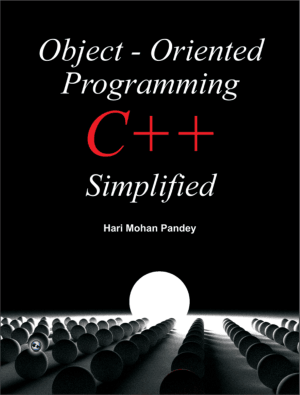 Object - Oriented
Programming
C++
Simplified
Hari Mohan Pandey